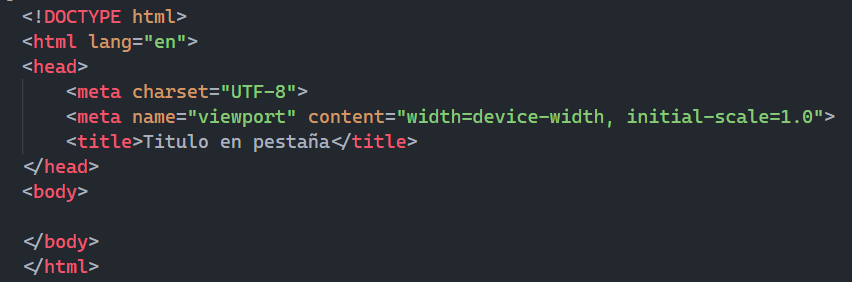 <!DOCTYPE html>
<html lang="en">
<head>
    <meta charset="UTF-8">
    <meta name="viewport" content="width=device-width, initial-scale=1.0">
    <title>Titulo en pestaña</title>
</head>
<body>

</body>
</html>